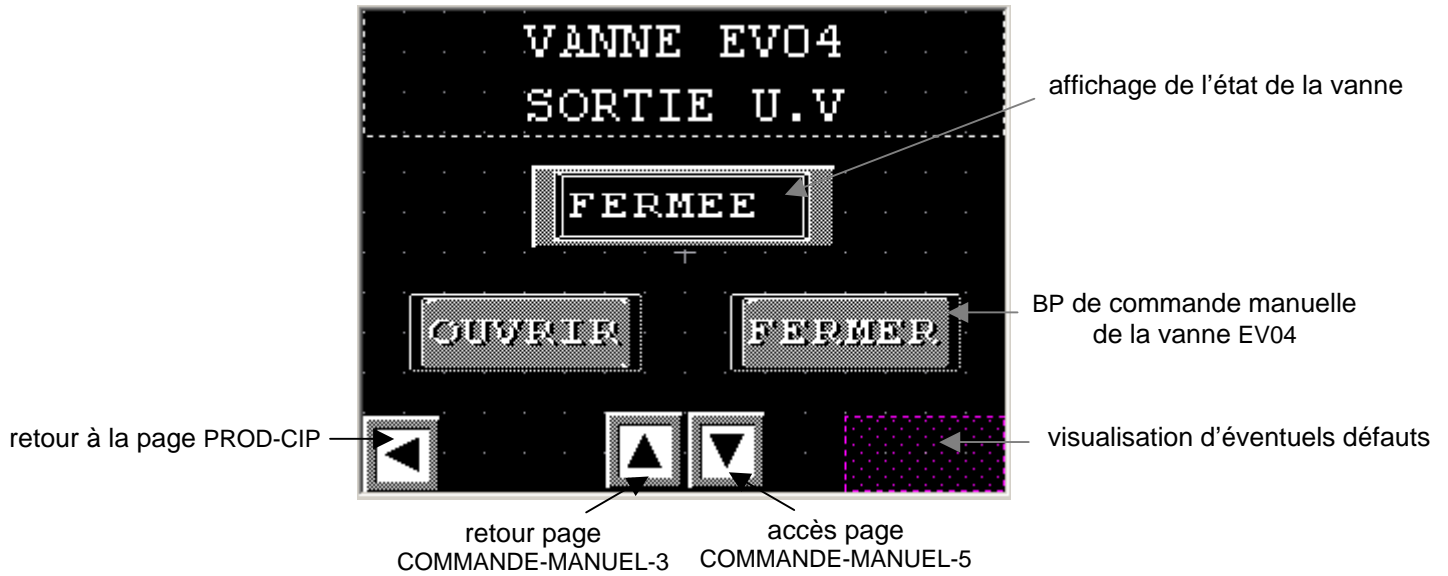 VANNE EV04
SORTIE U.V
affichage de l'état de la vanne
FERMEE
OUVRIR
FERMER
BP de commande manuelle
de la vanne EV04
retour à la page PROD-CIP
visualisation d'éventuels défauts
retour page
COMMANDE-MANUEL-3
accès page
COMMANDE-MANUEL-5